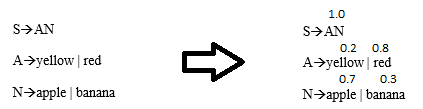 S→AN
A→yellow | red
N→apple | banana
1.0
S→AN
0.2 0.8
A→yellow | red
0.7 0.3
N→apple | banana